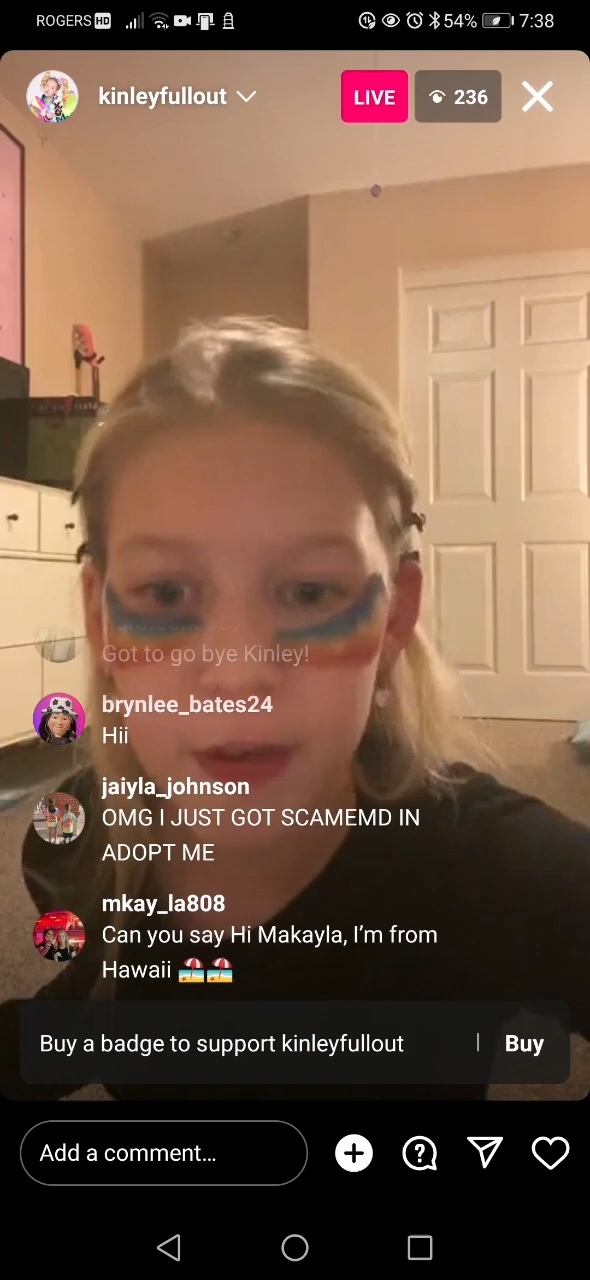 ROGERS HD
54% 7:38
kinleyfullout
LIVE
236
Got to go bye Kinley!
brynlee_bates24
Hii
jaiyla_johnson
OMG I JUST GOT SCAMEMD IN
ADOPT ME
mkay_la808
Can you say Hi Makayla, I'm from
Hawaii ⛱️⛱️
Buy a badge to support kinleyfullout | Buy
Add a comment...